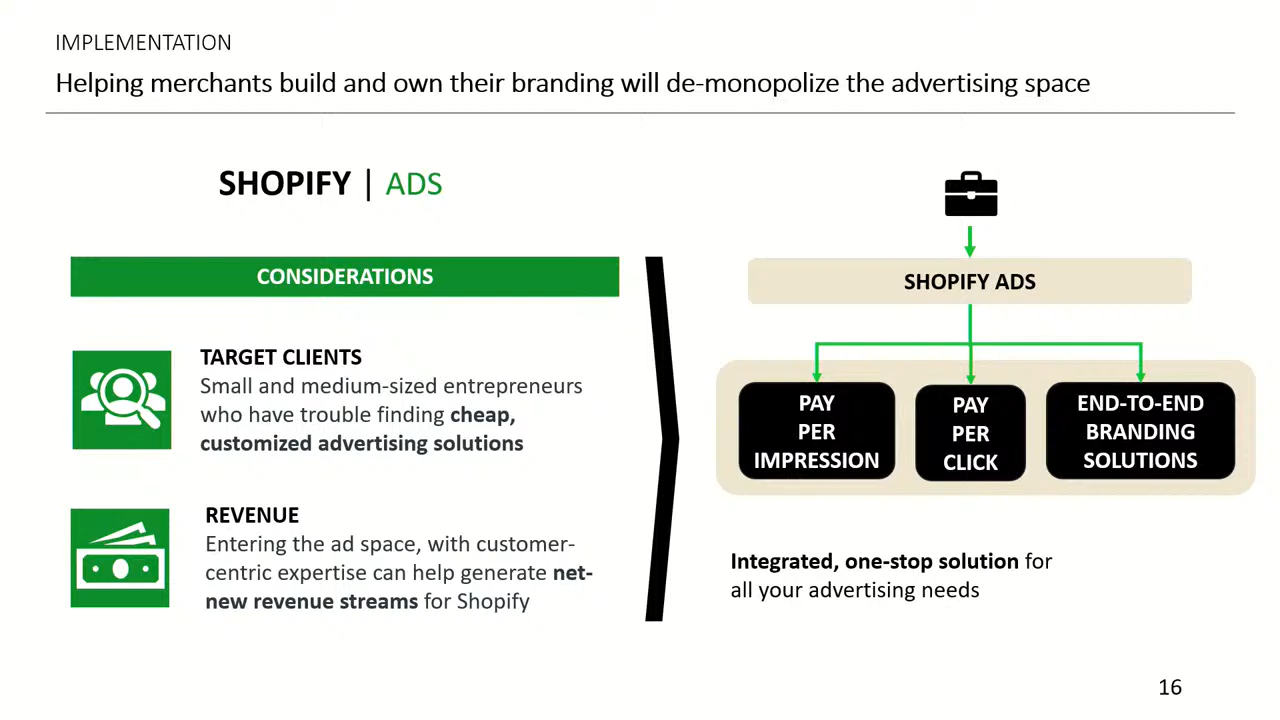 IMPLEMENTATION
Helping merchants build and own their branding will de-monopolize the advertising space
SHOPIFY | ADS
CONSIDERATIONS
TARGET CLIENTS
Small and medium-sized entrepreneurs
who have trouble finding cheap,
customized advertising solutions
REVENUE
Entering the ad space, with customer-
centric expertise can help generate net-
new revenue streams for Shopify
SHOPIFY ADS
PAY
PER
IMPRESSION
PAY
PER
CLICK
END-TO-END
BRANDING
SOLUTIONS
Integrated, one-stop solution for
all your advertising needs
16